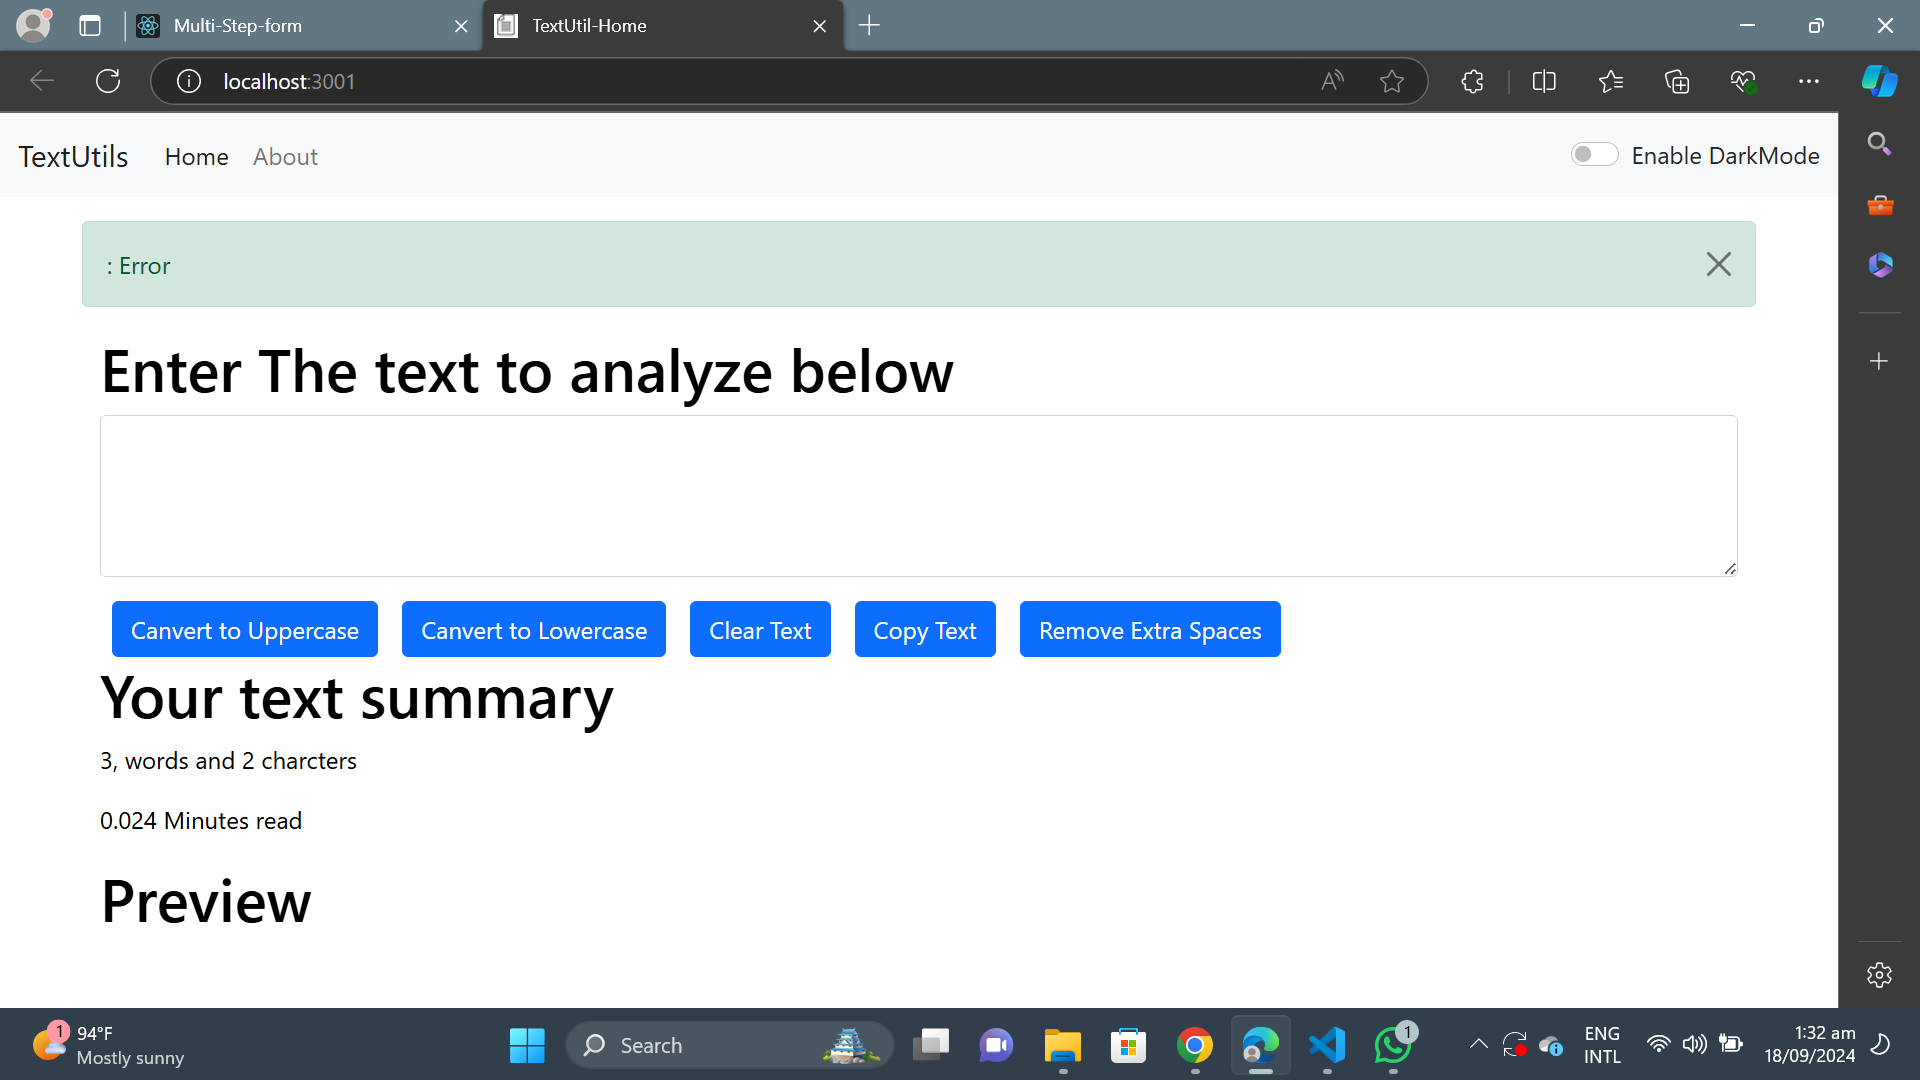 Multi-Step-form
TextUtil-Home
localhost:3001
TextUtils
Home
About
Enable DarkMode
: Error
Enter The text to analyze below
Canvert to Uppercase
Canvert to Lowercase
Clear Text
Copy Text
Remove Extra Spaces
Your text summary
3, words and 2 charcters
0.024 Minutes read
Preview
1
94°F
Mostly sunny
Search
1
ENG
INTL
1:32 am
18/09/2024